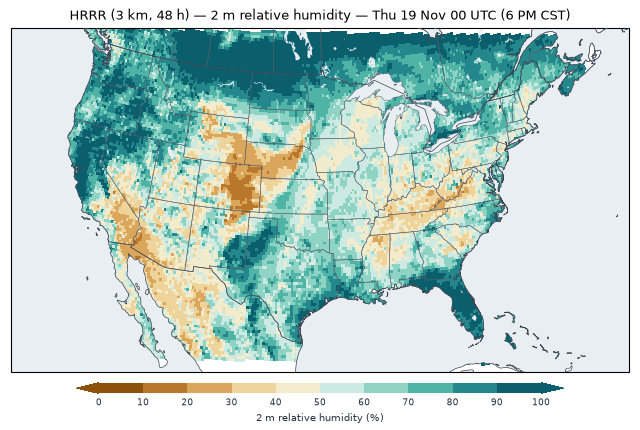 HRRR (3 km, 48 h) — 2 m relative humidity — Thu 19 Nov 00 UTC (6 PM CST)
0 10 20 30 40 50 60 70 80 90 100
2 m relative humidity (%)